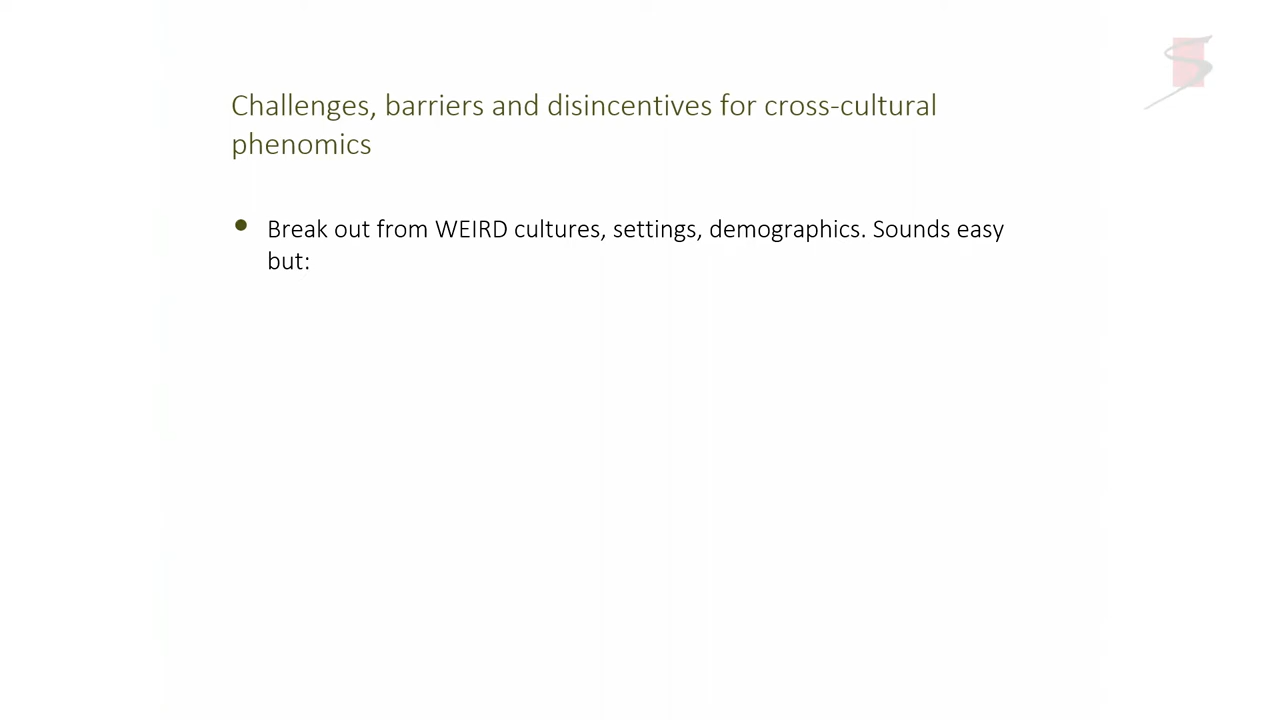 Challenges, barriers and disincentives for cross-cultural
phenomics
• Break out from WEIRD cultures, settings, demographics. Sounds easy
but: